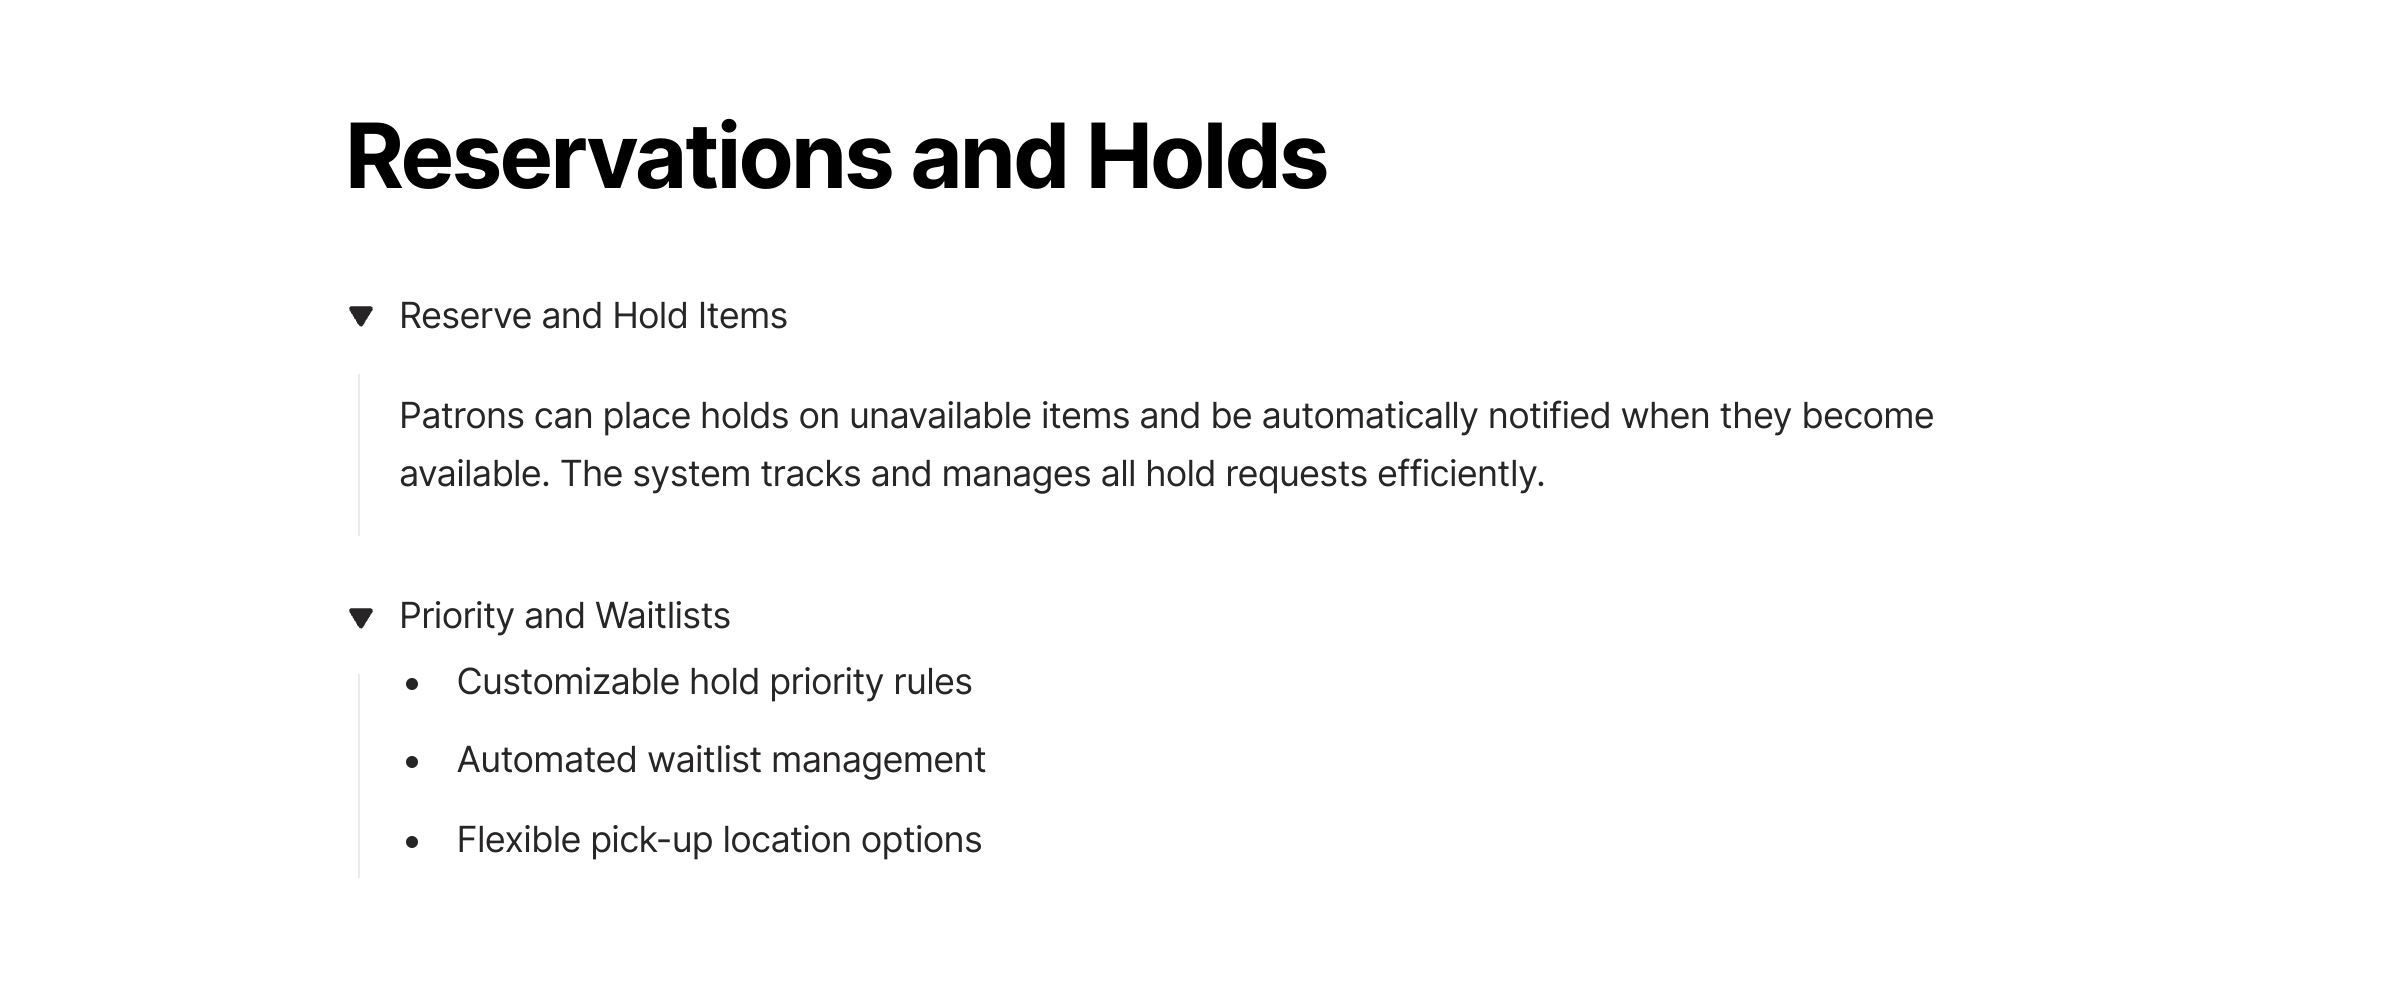 Reservations and Holds
Reserve and Hold Items
Patrons can place holds on unavailable items and be automatically notified when they become
available. The system tracks and manages all hold requests efficiently.
Priority and Waitlists
Customizable hold priority rules
Automated waitlist management
Flexible pick-up location options